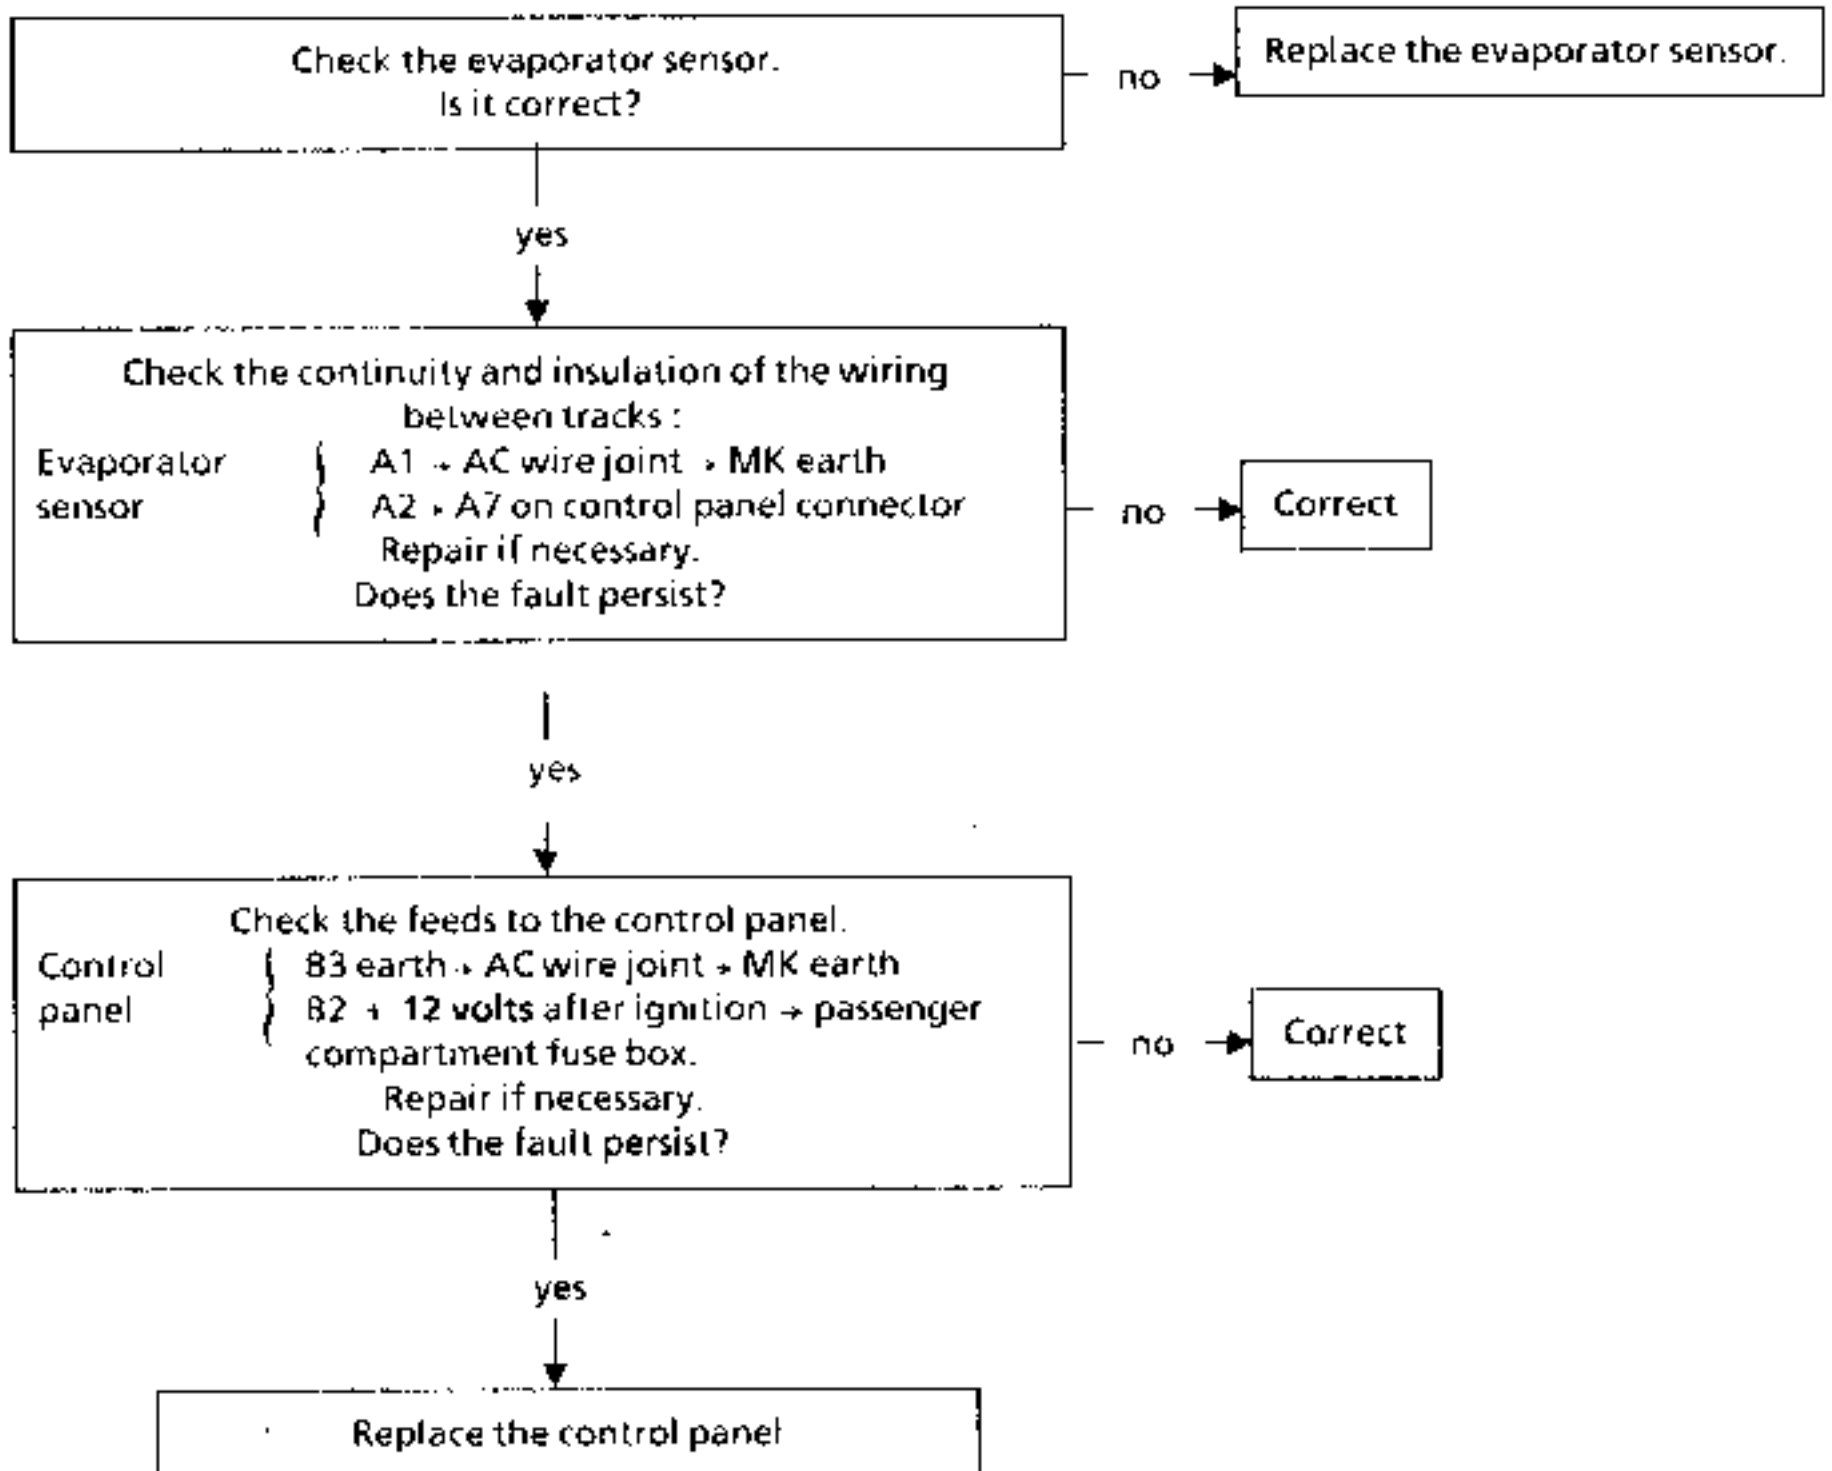 Check the evaporator sensor.
Is it correct?
no
Replace the evaporator sensor.
yes
Check the continuity and insulation of the wiring
between tracks :
Evaporator
sensor
A1 → AC wire joint → MK earth
A2 → A7 on control panel connector
Repair if necessary.
Does the fault persist?
no
Correct
yes
Check the feeds to the control panel.
Control
panel
B3 earth → AC wire joint → MK earth
B2 + 12 volts after ignition → passenger
compartment fuse box.
Repair if necessary.
Does the fault persist?
no
Correct
yes
Replace the control panel